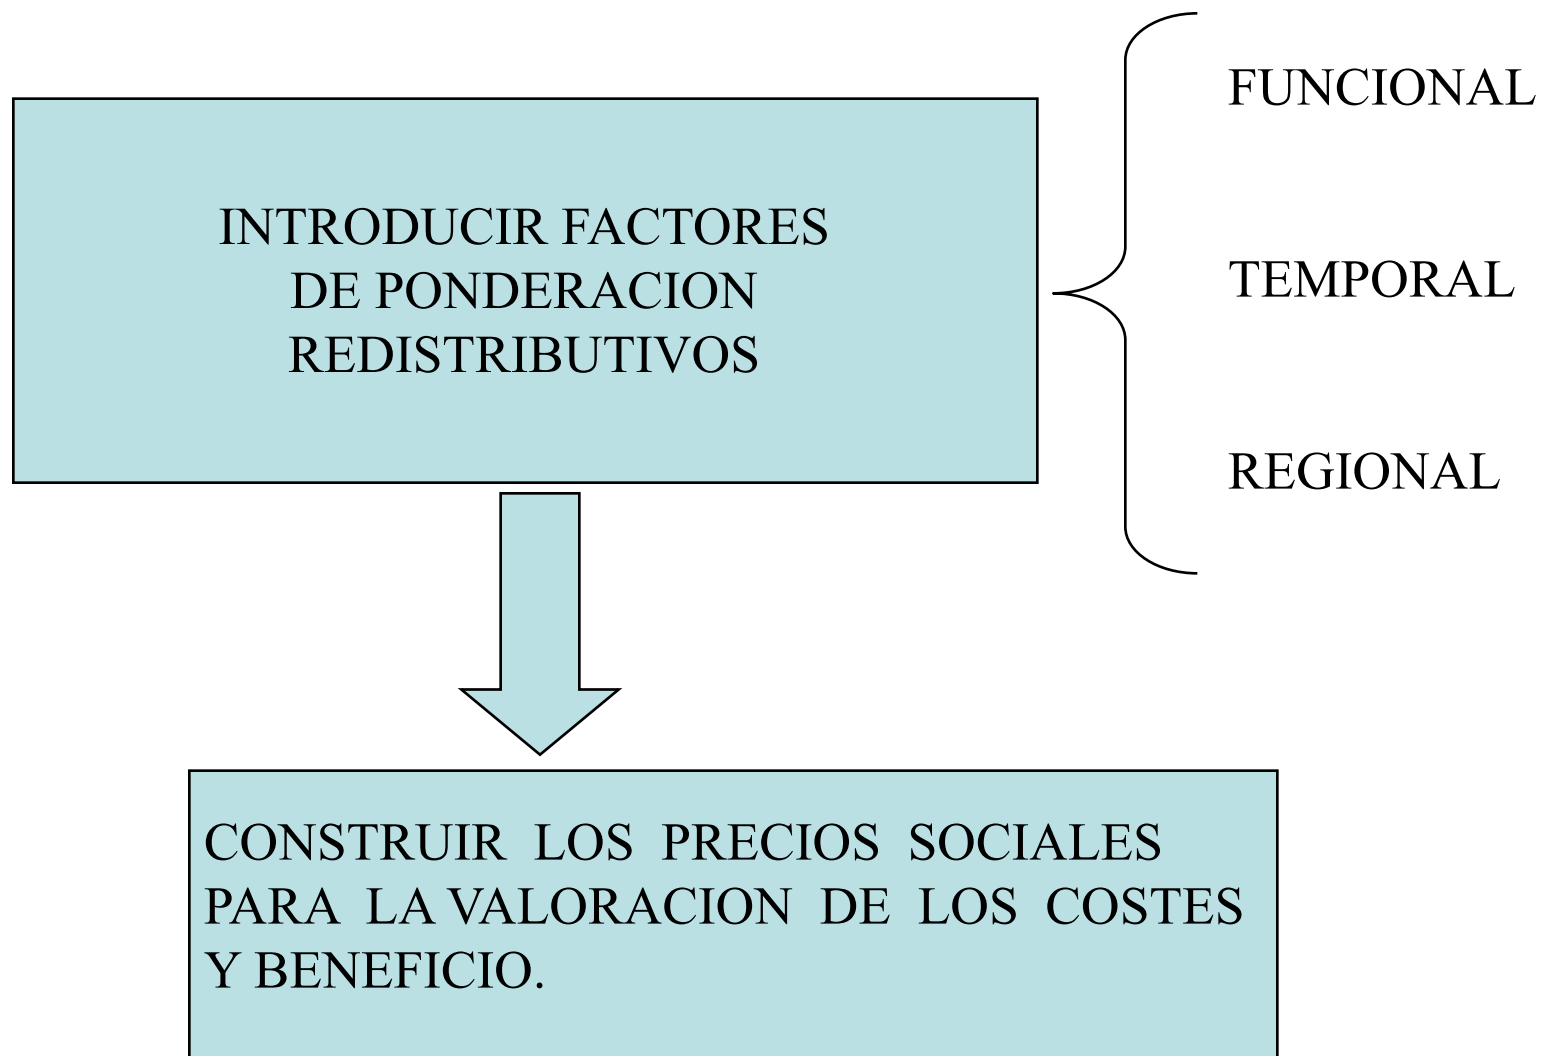 INTRODUCIR FACTORES
DE PONDERACION
REDISTRIBUTIVOS
FUNCIONAL
TEMPORAL
REGIONAL
CONSTRUIR LOS PRECIOS SOCIALES
PARA LA VALORACION DE LOS COSTES
Y BENEFICIO.